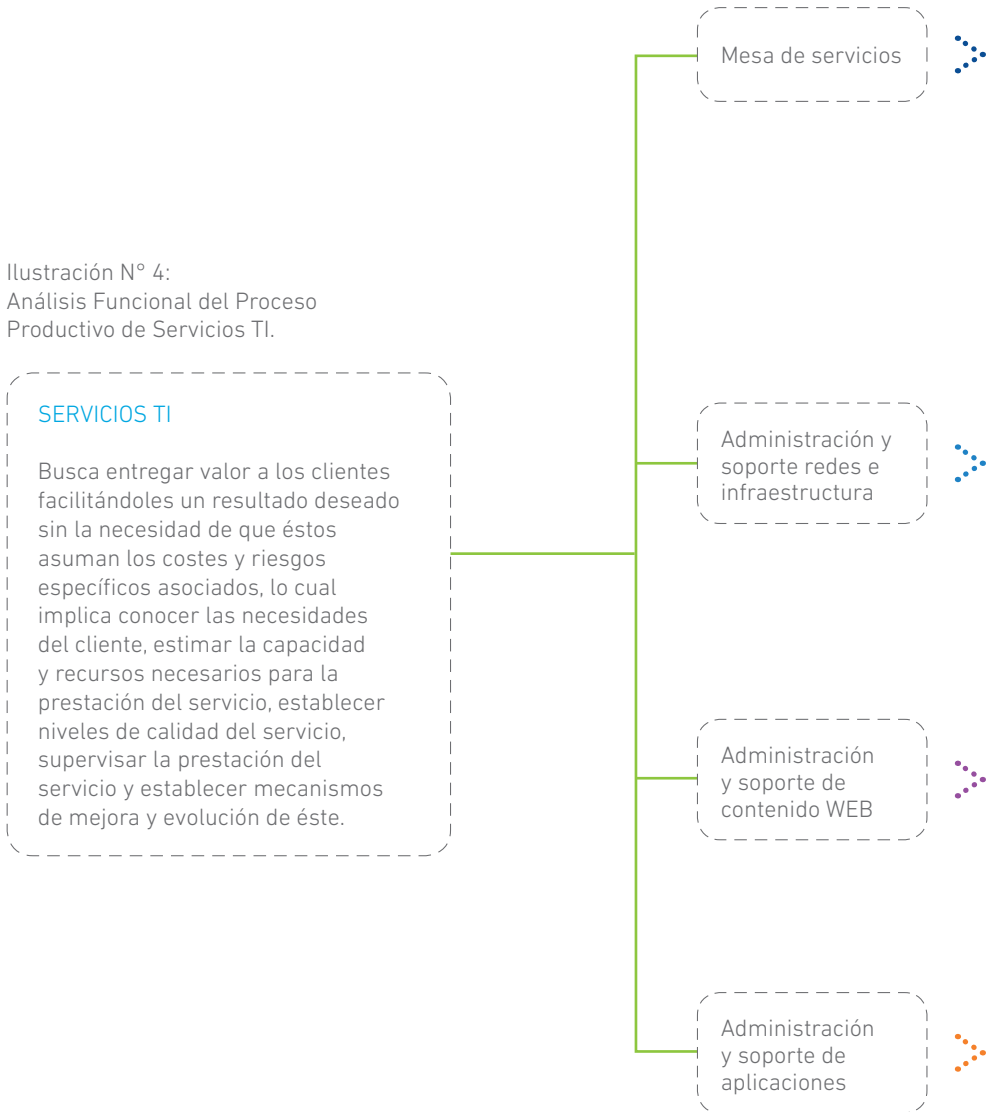 Mesa de servicios
Ilustración N° 4:
Análisis Funcional del Proceso
Productivo de Servicios TI.
SERVICIOS TI
Busca entregar valor a los clientes
facilitándoles un resultado deseado
sin la necesidad de que éstos
asuman los costes y riesgos
específicos asociados, lo cual
implica conocer las necesidades
del cliente, estimar la capacidad
y recursos necesarios para la
prestación del servicio, establecer
niveles de calidad del servicio,
supervisar la prestación del
servicio y establecer mecanismos
de mejora y evolución de éste.
Administración y
soporte redes e
infraestructura
Administración
y soporte de
contenido WEB
Administración
y soporte de
aplicaciones